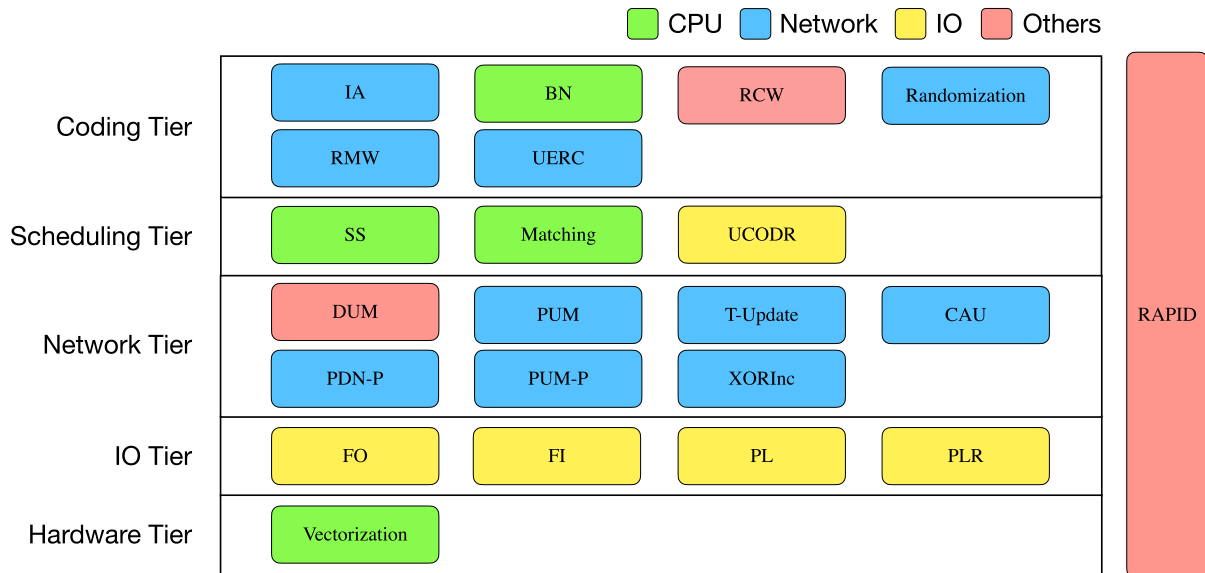 CPU Network IO Others
Coding Tier
IA BN RCW Randomization
RMW UERC
Scheduling Tier
SS Matching UCODR
Network Tier
DUM PUM T-Update CAU
PDN-P PUM-P XORInc
IO Tier
FO FI PL PLR
Hardware Tier
Vectorization
RAPID